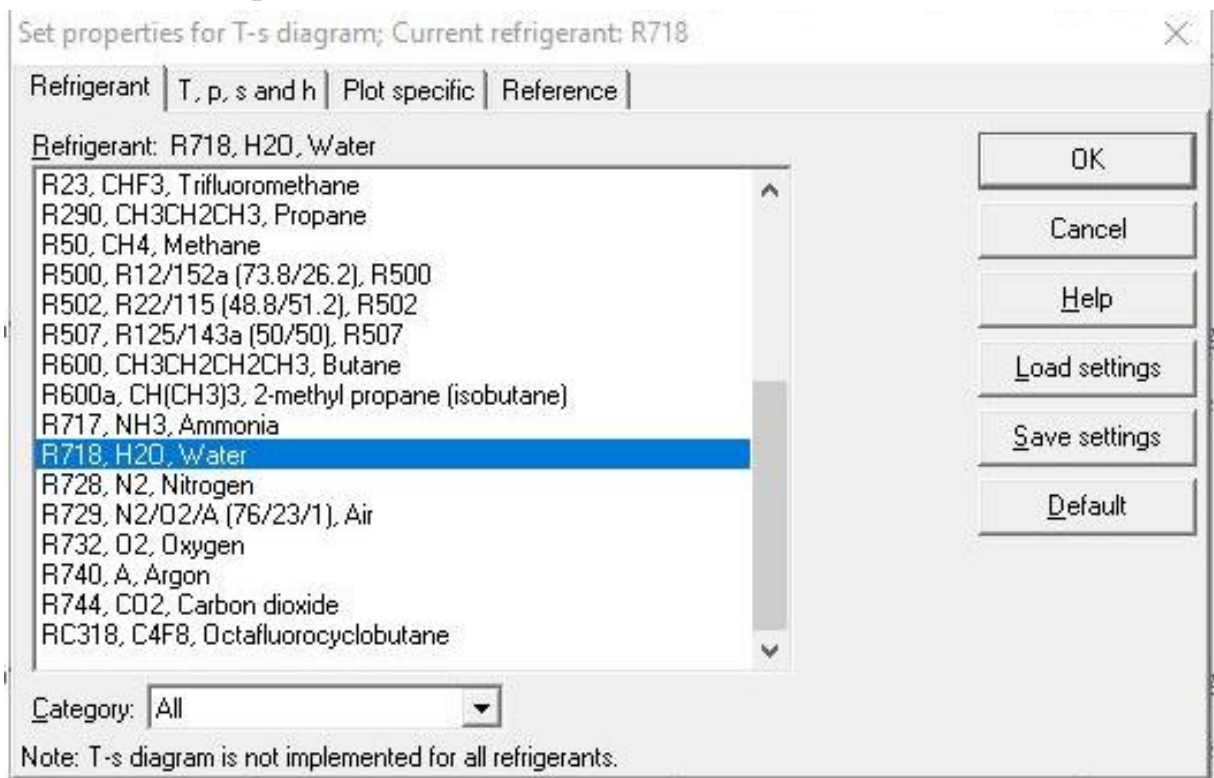 Set properties for T-s diagram; Current refrigerant: R718
Refrigerant T, p, s and h Plot specific Reference
Refrigerant: R718, H2O, Water
R23, CHF3, Trifluoromethane
R290, CH3CH2CH3, Propane
R50, CH4, Methane
R500, R12/152a (73.8/26.2), R500
R502, R22/115 (48.8/51.2), R502
R507, R125/143a (50/50), R507
R600, CH3CH2CH2CH3, Butane
R600a, CH(CH3)3, 2-methyl propane (isobutane)
R717, NH3, Ammonia
R718, H2O, Water
R728, N2, Nitrogen
R729, N2/O2/A (76/23/1), Air
R732, O2, Oxygen
R740, A, Argon
R744, CO2, Carbon dioxide
RC318, C4F8, Octafluorocyclobutane
OK
Cancel
Help
Load settings
Save settings
Default
Category: All
Note: T-s diagram is not implemented for all refrigerants.